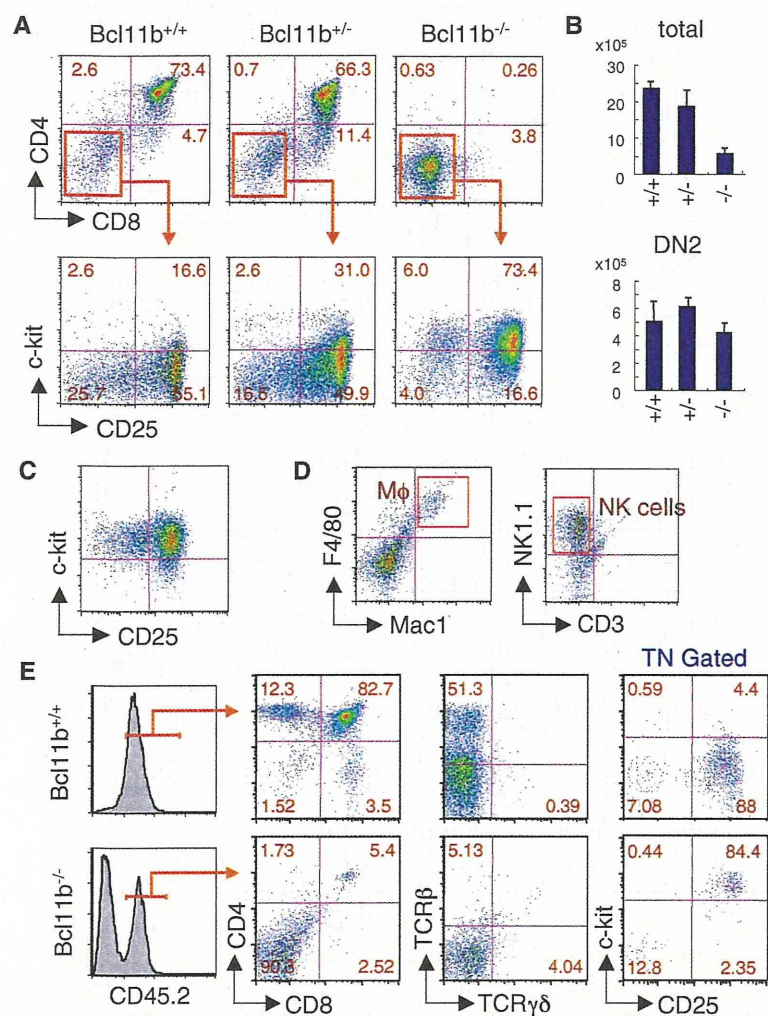 A
Bcl11b+/+
Bcl11b+/-
Bcl11b-/-
2.6 73.4
4.7
0.7 66.3
11.4
0.63 0.26
3.8
CD4
CD8
2.6 16.6
25.7 55.1
2.6 31.0
16.5 49.9
6.0 73.4
4.0 16.6
c-kit
CD25
B
total
x10⁵
30
20
10
0
+/+ +/- -/-
DN2
x10⁵
8
6
4
2
0
+/+ +/- -/-
C
c-kit
CD25
D
Mφ
F4/80
Mac1
NK cells
NK1.1
CD3
E
TN Gated
Bcl11b+/+
12.3 82.7
1.52 3.5
51.3
0.39
0.59 4.4
7.08 88
Bcl11b-/-
CD45.2
1.73 5.4
90.3 2.52
CD4
CD8
5.13
4.04
TCRβ
TCRγδ
0.44 84.4
12.8 2.35
c-kit
CD25